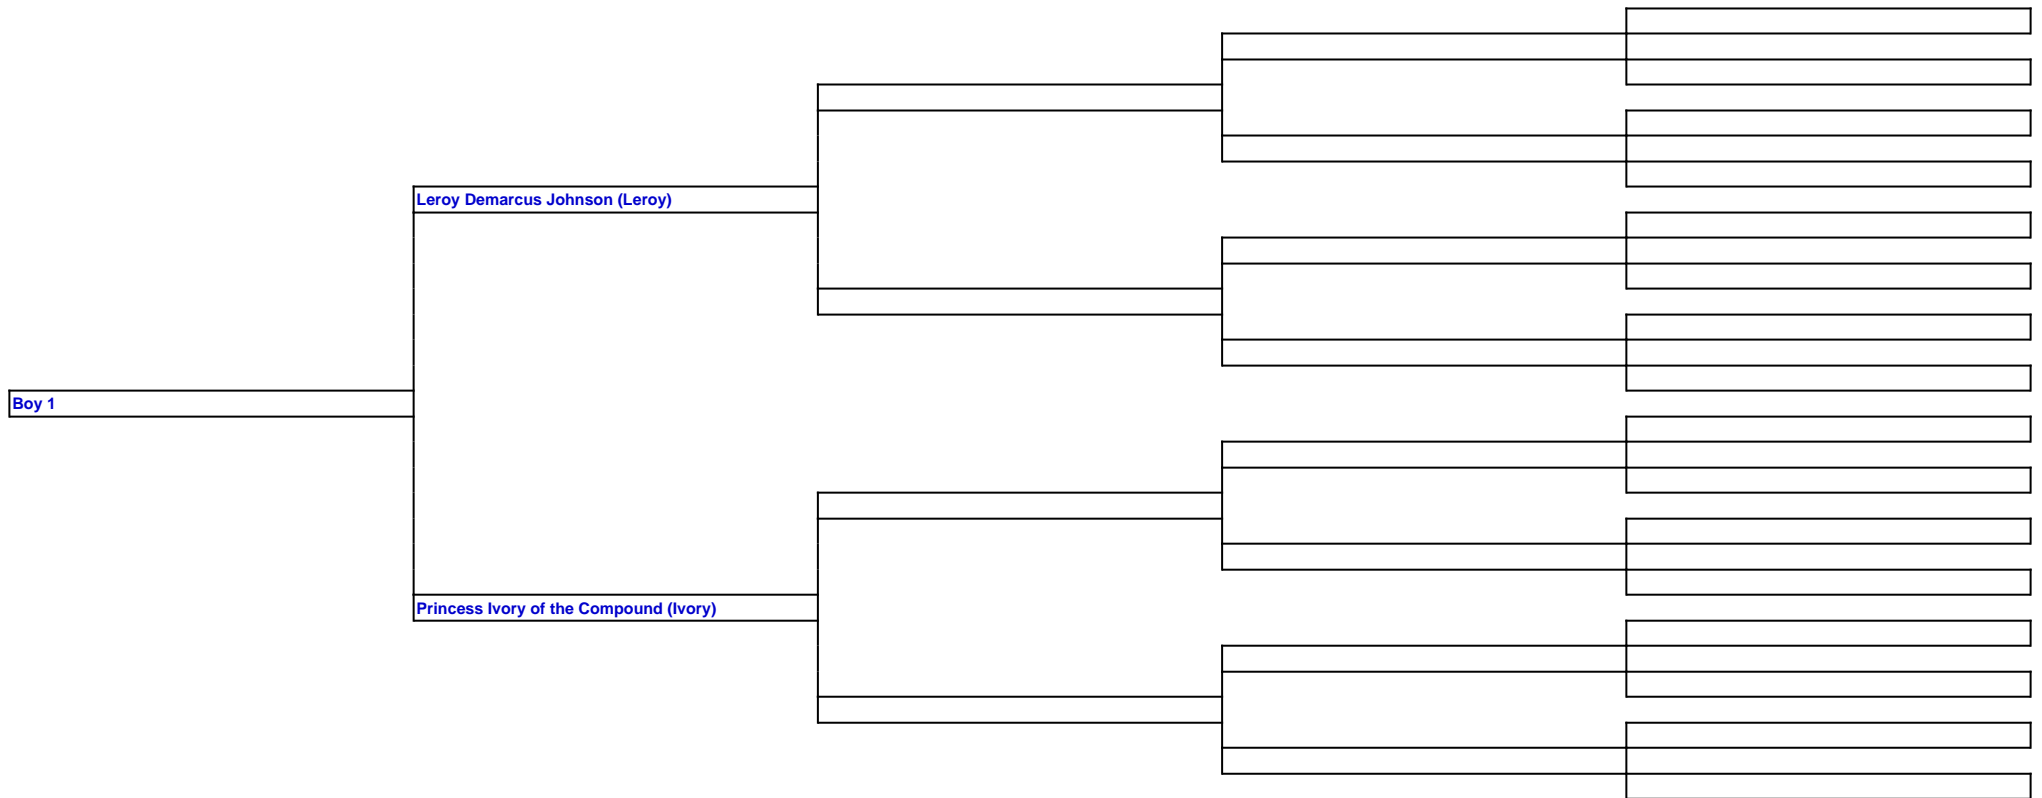 Leroy Demarcus Johnson (Leroy)
Boy 1
Princess Ivory of the Compound (Ivory)